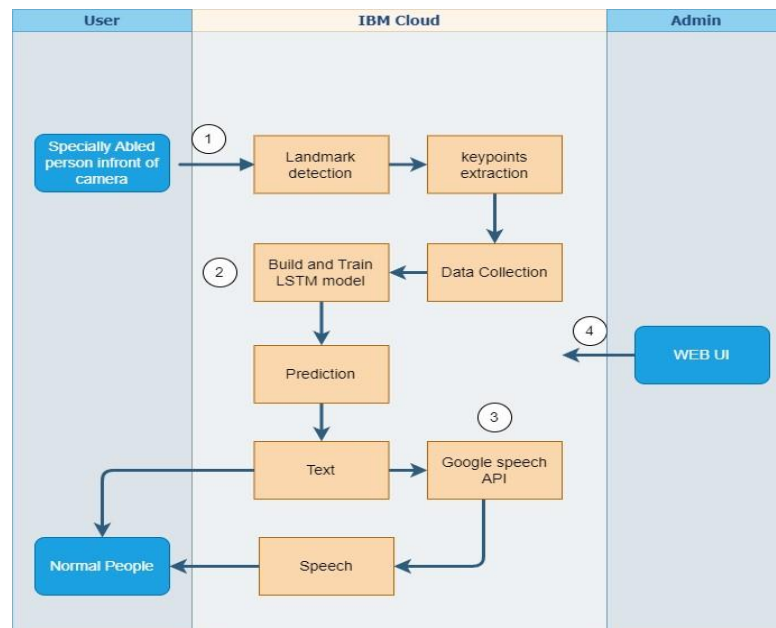 User
IBM Cloud
Admin
1
Specially Abled
person infront of
camera
Landmark
detection
keypoints
extraction
2
Build and Train
LSTM model
Data Collection
4
WEB UI
Prediction
3
Text
Google speech
API
Normal People
Speech